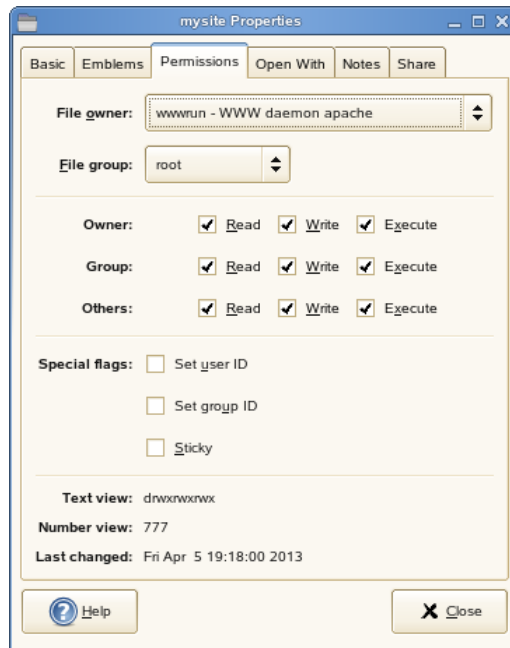 mysite Properties
Basic Emblems Permissions Open With Notes Share
File owner: wwwrun - WWW daemon apache
File group: root
Owner: Read Write Execute
Group: Read Write Execute
Others: Read Write Execute
Special flags: Set user ID
Set group ID
Sticky
Text view: drwxrwxrwx
Number view: 777
Last changed: Fri Apr 5 19:18:00 2013
Help Close